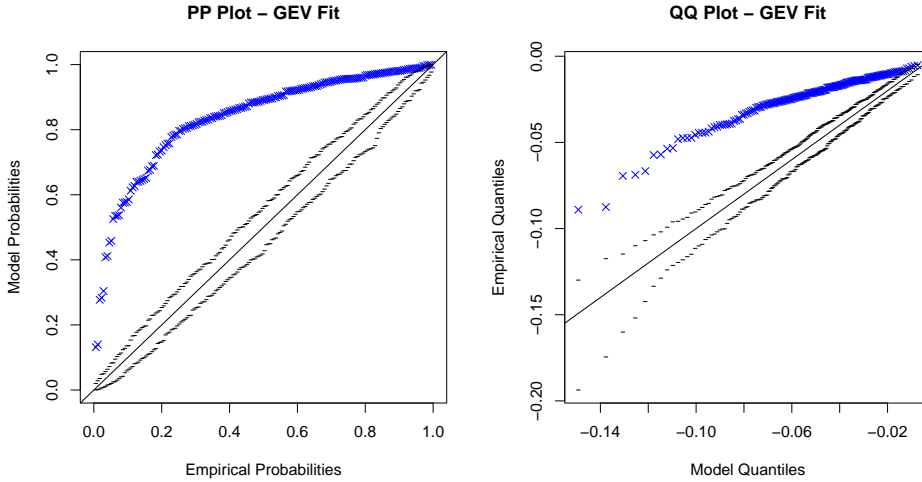 PP Plot – GEV Fit
Model Probabilities
1.0
0.8
0.6
0.4
0.2
0.0
0.0 0.2 0.4 0.6 0.8 1.0
Empirical Probabilities
QQ Plot – GEV Fit
Empirical Quantiles
0.00
−0.05
−0.10
−0.15
−0.20
−0.14 −0.10 −0.06 −0.02
Model Quantiles